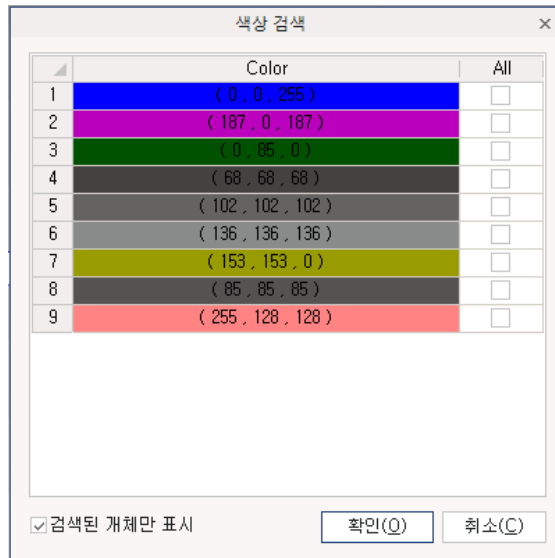 색상 검색
Color All
1 ( 0 , 0 , 255 )
2 ( 187 , 0 , 187 )
3 ( 0 , 85 , 0 )
4 ( 68 , 68 , 68 )
5 ( 102 , 102 , 102 )
6 ( 136 , 136 , 136 )
7 ( 153 , 153 , 0 )
8 ( 85 , 85 , 85 )
9 ( 255 , 128 , 128 )
검색된 개체만 표시 확인(O) 취소(C)